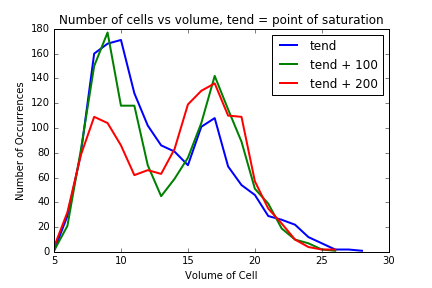 Number of cells vs volume, tend = point of saturation
180
160
140
120
100
80
60
40
20
0
tend
tend + 100
tend + 200
5
10
15
20
25
30
Number of Occurrences
Volume of Cell